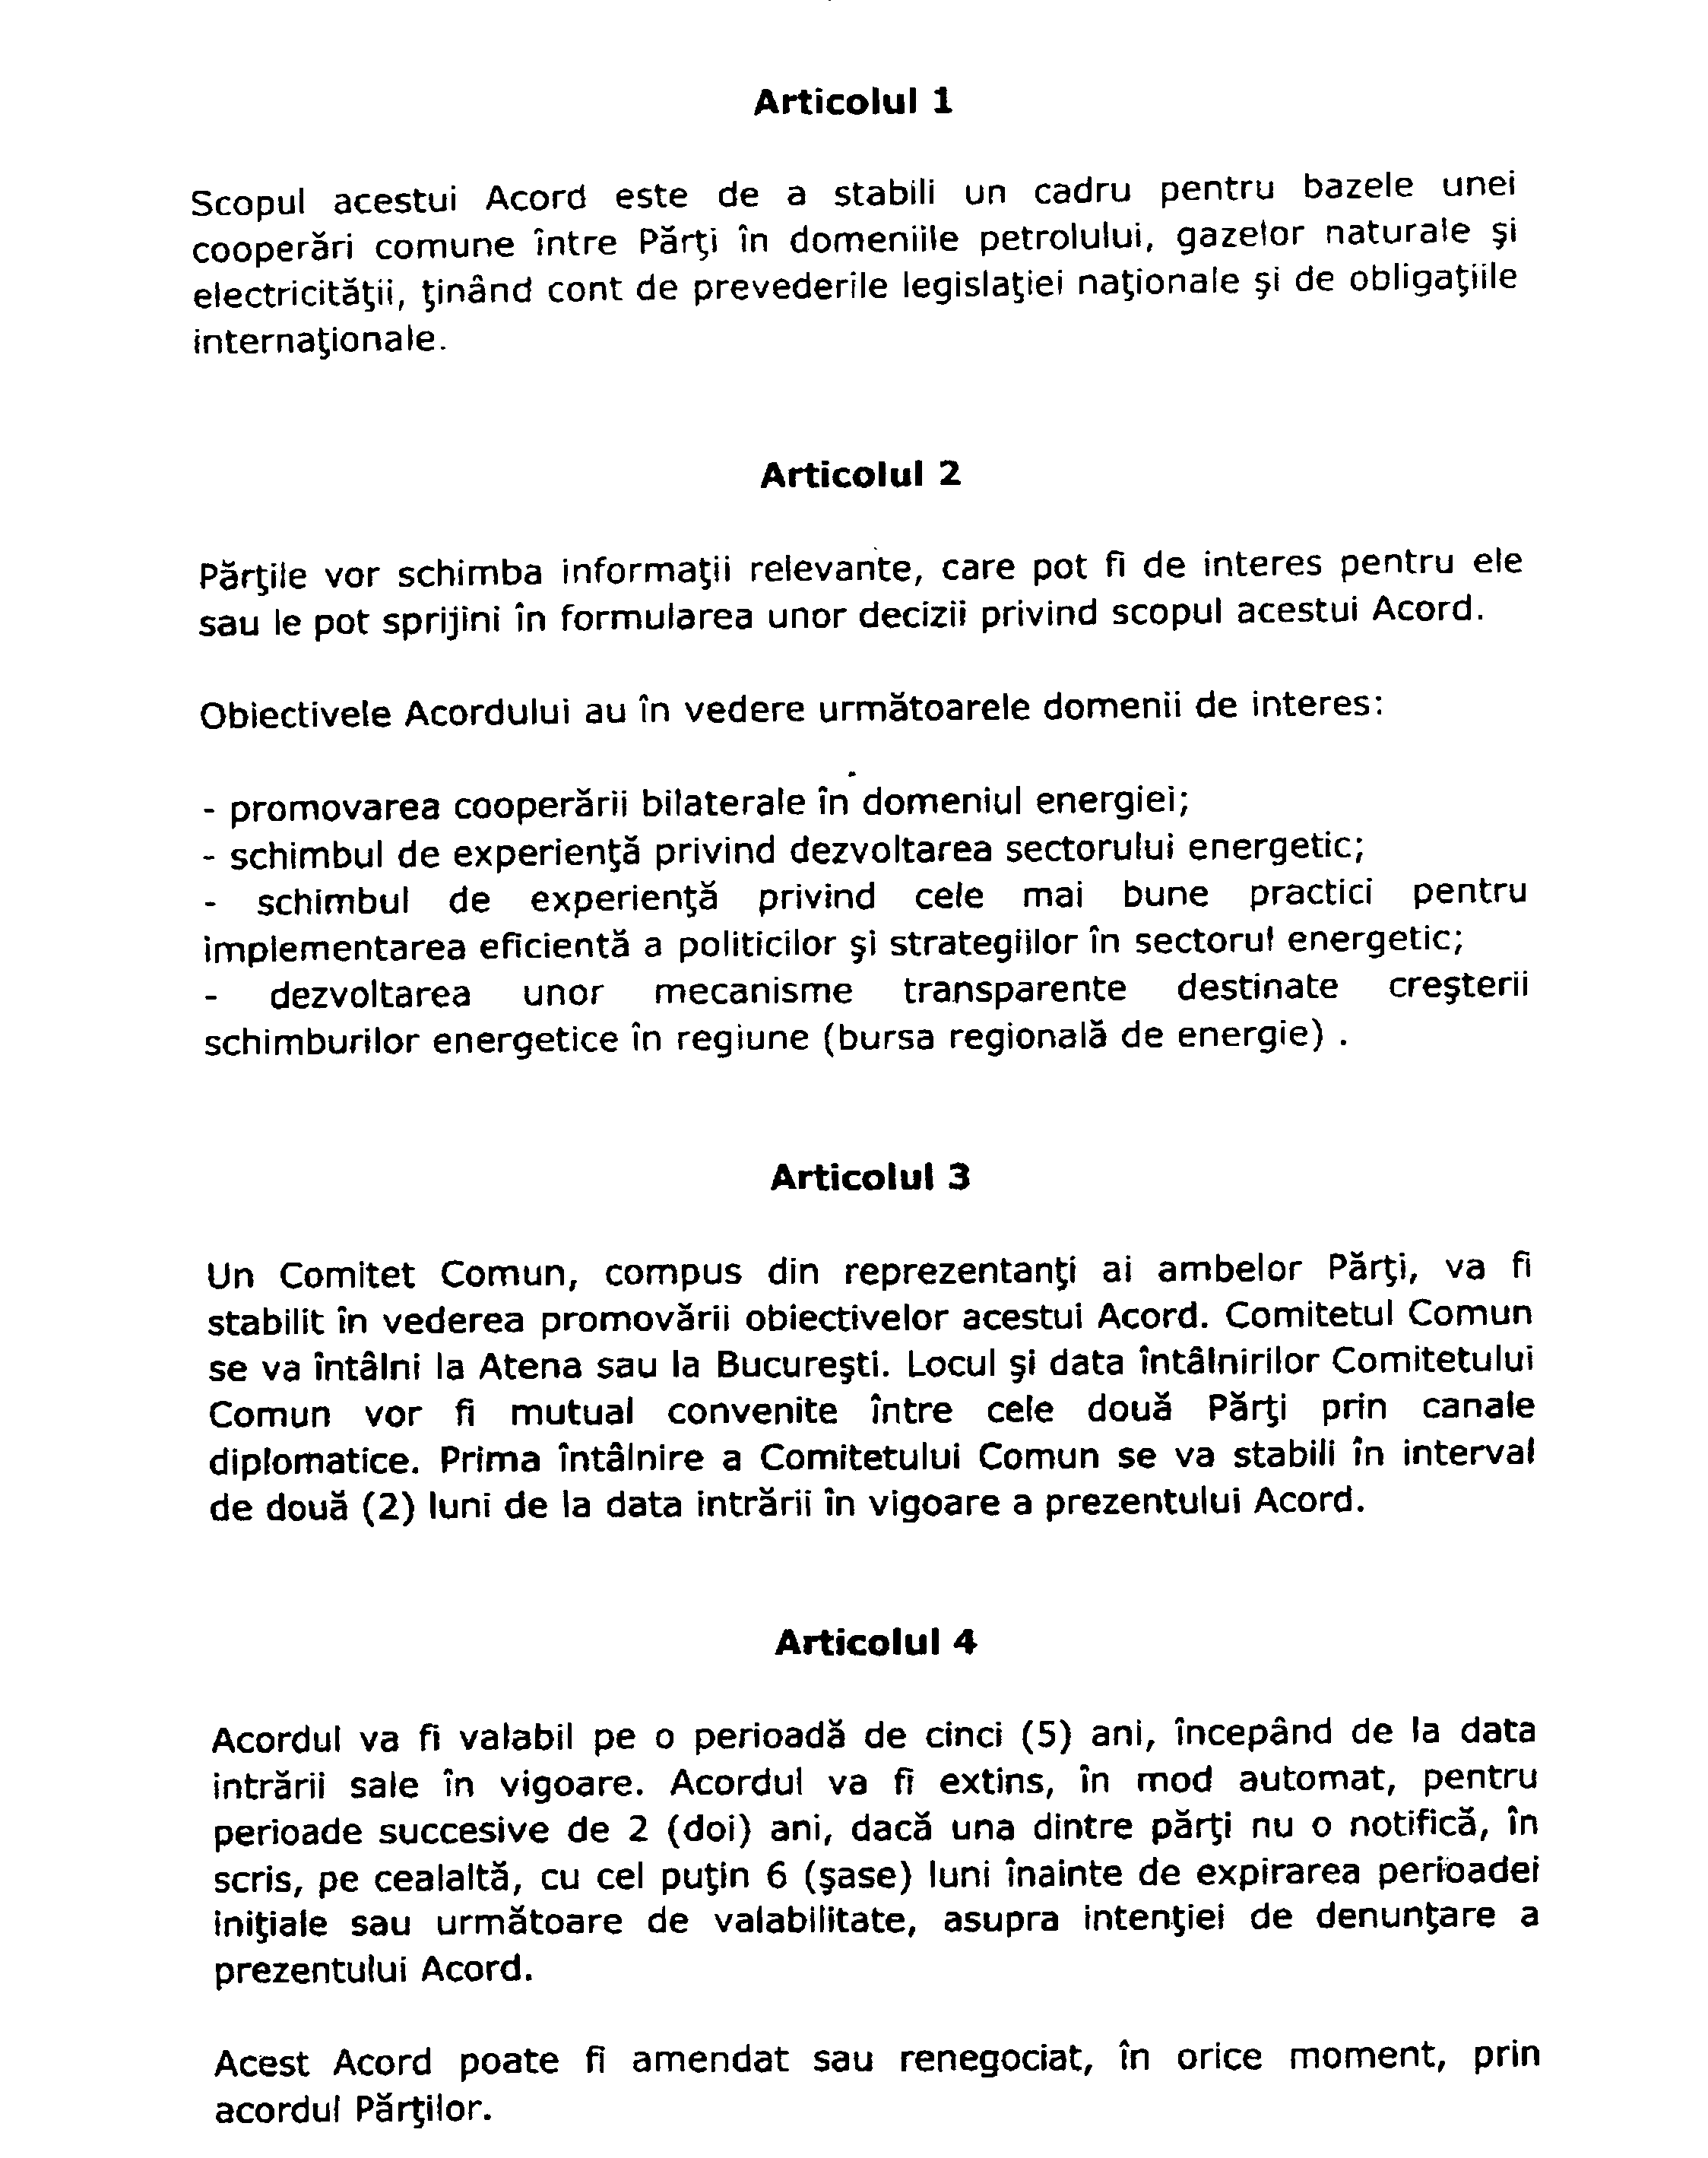 Articolul 1
Scopul acestui Acord este de a stabili un cadru pentru bazele unei
cooperări comune între Părţi în domeniile petrolului, gazelor naturale şi
electricităţii, ţinând cont de prevederile legislaţiei naţionale şi de obligaţiile
internaţionale.
Articolul 2
Părţile vor schimba informaţii relevante, care pot fi de interes pentru ele
sau le pot sprijini în formularea unor decizii privind scopul acestui Acord.
Obiectivele Acordului au în vedere următoarele domenii de interes:
- promovarea cooperării bilaterale în domeniul energiei;
- schimbul de experienţă privind dezvoltarea sectorului energetic;
- schimbul de experienţă privind cele mai bune practici pentru
implementarea eficientă a politicilor şi strategiilor în sectorul energetic;
- dezvoltarea unor mecanisme transparente destinate creşterii
schimburilor energetice în regiune (bursa regională de energie) .
Articolul 3
Un Comitet Comun, compus din reprezentanţi ai ambelor Părţi, va fi
stabilit în vederea promovării obiectivelor acestui Acord. Comitetul Comun
se va întâlni la Atena sau la Bucureşti. Locul şi data întâlnirilor Comitetului
Comun vor fi mutual convenite între cele două Părţi prin canale
diplomatice. Prima întâlnire a Comitetului Comun se va stabili în interval
de două (2) luni de la data intrării în vigoare a prezentului Acord.
Articolul 4
Acordul va fi valabil pe o perioadă de cinci (5) ani, începând de la data
intrării sale în vigoare. Acordul va fi extins, în mod automat, pentru
perioade succesive de 2 (doi) ani, dacă una dintre părţi nu o notifică, în
scris, pe cealaltă, cu cel puţin 6 (şase) luni înainte de expirarea perioadei
iniţiale sau următoare de valabilitate, asupra intenţiei de denunţare a
prezentului Acord.
Acest Acord poate fi amendat sau renegociat, în orice moment, prin
acordul Părţilor.